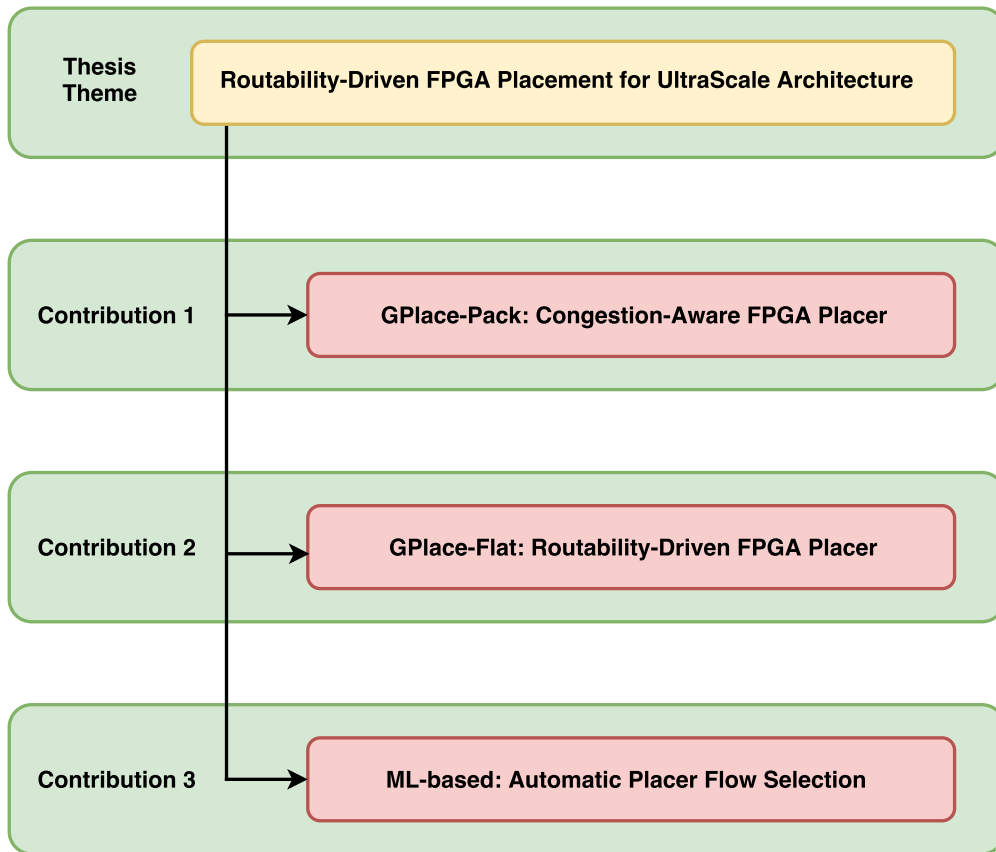 Thesis
Theme
Routability-Driven FPGA Placement for UltraScale Architecture
Contribution 1
GPlace-Pack: Congestion-Aware FPGA Placer
Contribution 2
GPlace-Flat: Routability-Driven FPGA Placer
Contribution 3
ML-based: Automatic Placer Flow Selection